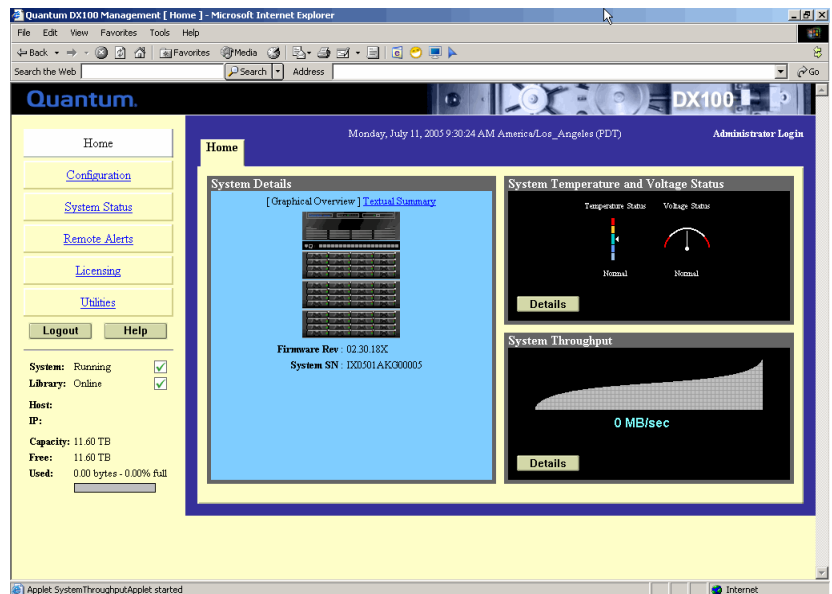 Quantum DX100 Management [ Home ] - Microsoft Internet Explorer
File Edit View Favorites Tools Help
Back Favorites Media
Search the Web Search Address Go
Quantum.
DX100
Monday, July 11, 2005 9:30:24 AM America/Los_Angeles (PDT) Administrator Login
Home
Configuration
System Status
Remote Alerts
Licensing
Utilities
Logout Help
System: Running
Library: Online
Host:
IP:
Capacity: 11.60 TB
Free: 11.60 TB
Used: 0.00 bytes - 0.00% full
Home
System Details
[ Graphical Overview ] Textual Summary
Firmware Rev : 02.30.18X
System SN : IX0501AKG00005
System Temperature and Voltage Status
Temperature Status Voltage Status
Normal Normal
Details
System Throughput
0 MB/sec
Details
Applet SystemThroughputApplet started Internet